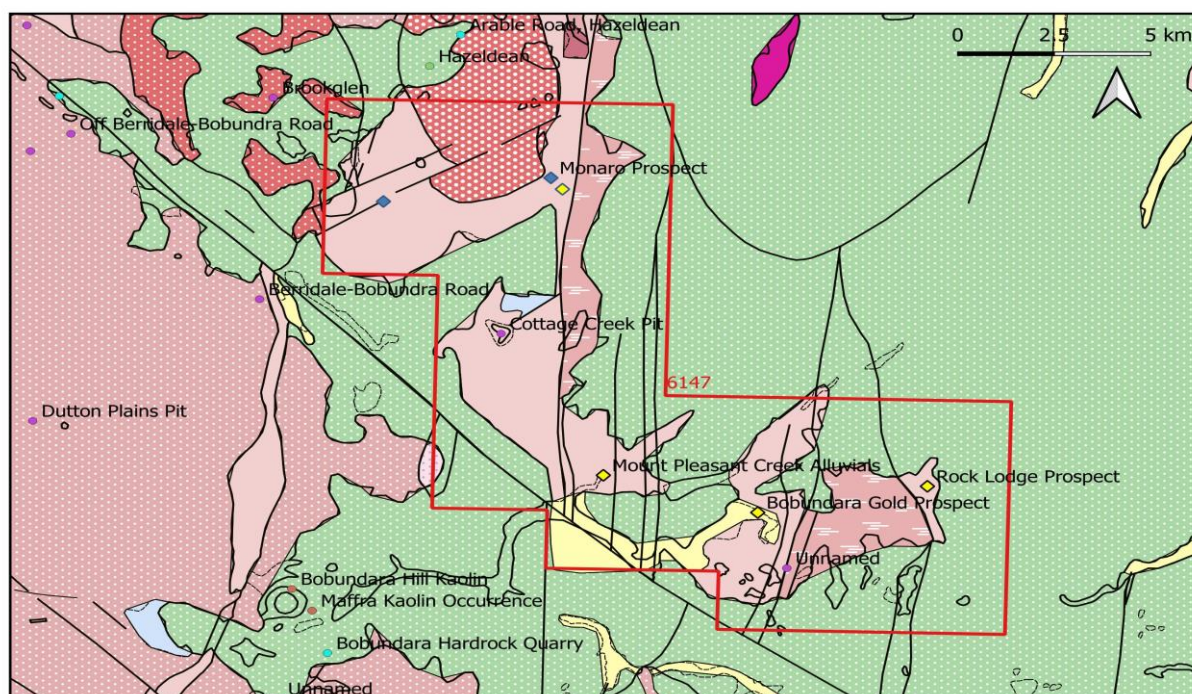 Arable Road, Hazeldean
0 2.5 5 km
Hazeldean
Brookglen
Off Berridale-Bobundra Road
Monaro Prospect
Berridale-Bobundra Road
Cottage Creek Pit
6147
Dutton Plains Pit
Mount Pleasant Creek Alluvials
Rock Lodge Prospect
Bobundara Gold Prospect
Unnamed
Bobundara Hill Kaolin
Maffra Kaolin Occurrence
Bobundara Hardrock Quarry
Unnamed